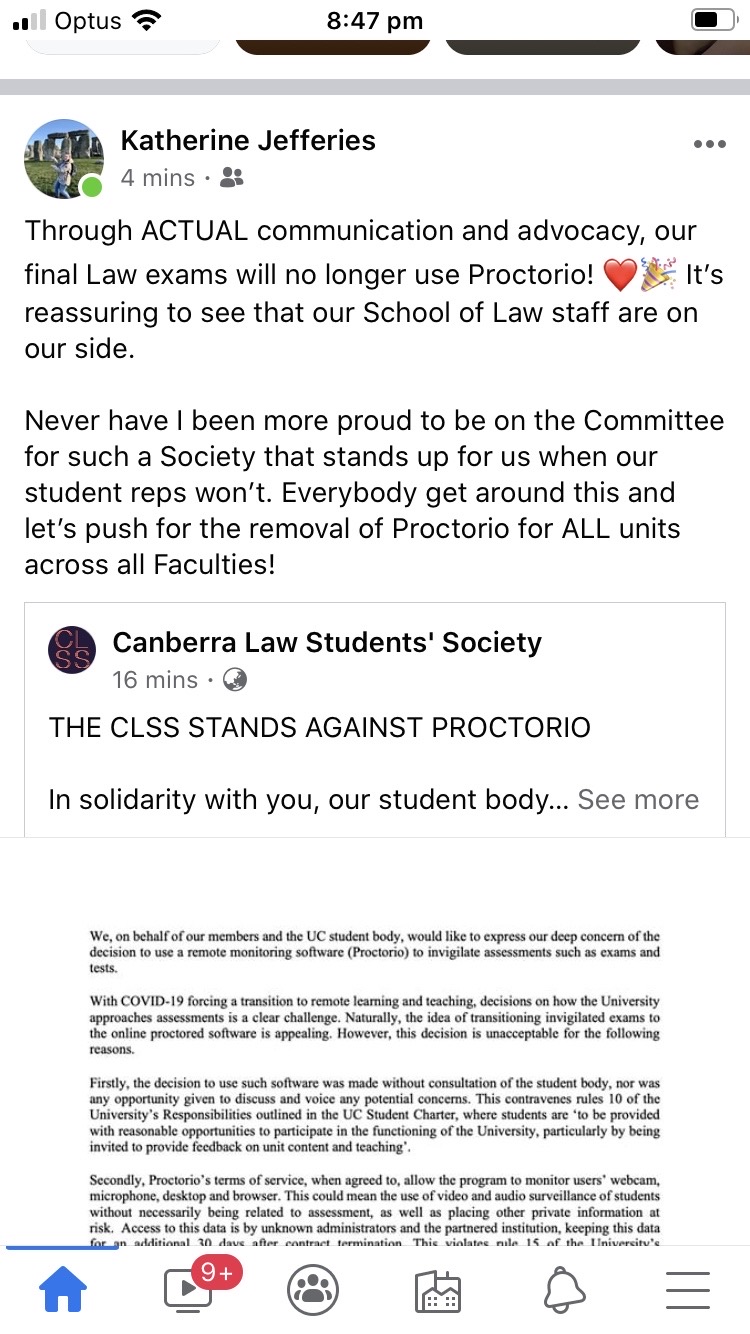 Optus 8:47 pm
Katherine Jefferies
4 mins ·
Through ACTUAL communication and advocacy, our
final Law exams will no longer use Proctorio! ❤️🎉 It's
reassuring to see that our School of Law staff are on
our side.
Never have I been more proud to be on the Committee
for such a Society that stands up for us when our
student reps won't. Everybody get around this and
let's push for the removal of Proctorio for ALL units
across all Faculties!
CL
SS
Canberra Law Students' Society
16 mins ·
THE CLSS STANDS AGAINST PROCTORIO
In solidarity with you, our student body... See more
We, on behalf of our members and the UC student body, would like to express our deep concern of the
decision to use a remote monitoring software (Proctorio) to invigilate assessments such as exams and
tests.
With COVID-19 forcing a transition to remote learning and teaching, decisions on how the University
approaches assessments is a clear challenge. Naturally, the idea of transitioning invigilated exams to
the online proctored software is appealing. However, this decision is unacceptable for the following
reasons.
Firstly, the decision to use such software was made without consultation of the student body, nor was
any opportunity given to discuss and voice any potential concerns. This contravenes rules 10 of the
University's Responsibilities outlined in the UC Student Charter, where students are 'to be provided
with reasonable opportunities to participate in the functioning of the University, particularly by being
invited to provide feedback on unit content and teaching'.
Secondly, Proctorio's terms of service, when agreed to, allow the program to monitor users' webcam,
microphone, desktop and browser. This could mean the use of video and audio surveillance of students
without necessarily being related to assessment, as well as placing other private information at
risk. Access to this data is by unknown administrators and the partnered institution, keeping this data
for an additional 30 days after contract termination. This violates rule 15 of the University's
9+